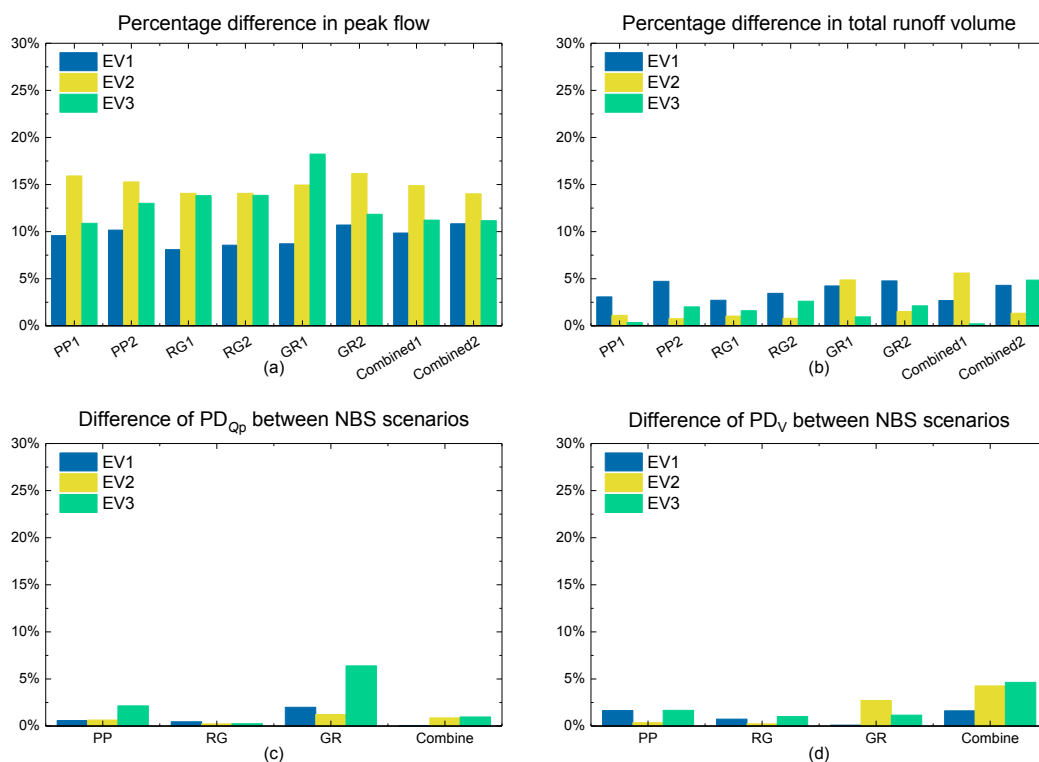 Percentage difference in peak flow
30%
25%
20%
15%
10%
5%
0%
EV1
EV2
EV3
PP1
PP2
RG1
RG2
GR1
GR2
Combined1
Combined2
(a)
Percentage difference in total runoff volume
30%
25%
20%
15%
10%
5%
0%
EV1
EV2
EV3
PP1
PP2
RG1
RG2
GR1
GR2
Combined1
Combined2
(b)
Difference of PD_Qp between NBS scenarios
30%
25%
20%
15%
10%
5%
0%
EV1
EV2
EV3
PP
RG
GR
Combine
(c)
Difference of PD_V between NBS scenarios
30%
25%
20%
15%
10%
5%
0%
EV1
EV2
EV3
PP
RG
GR
Combine
(d)